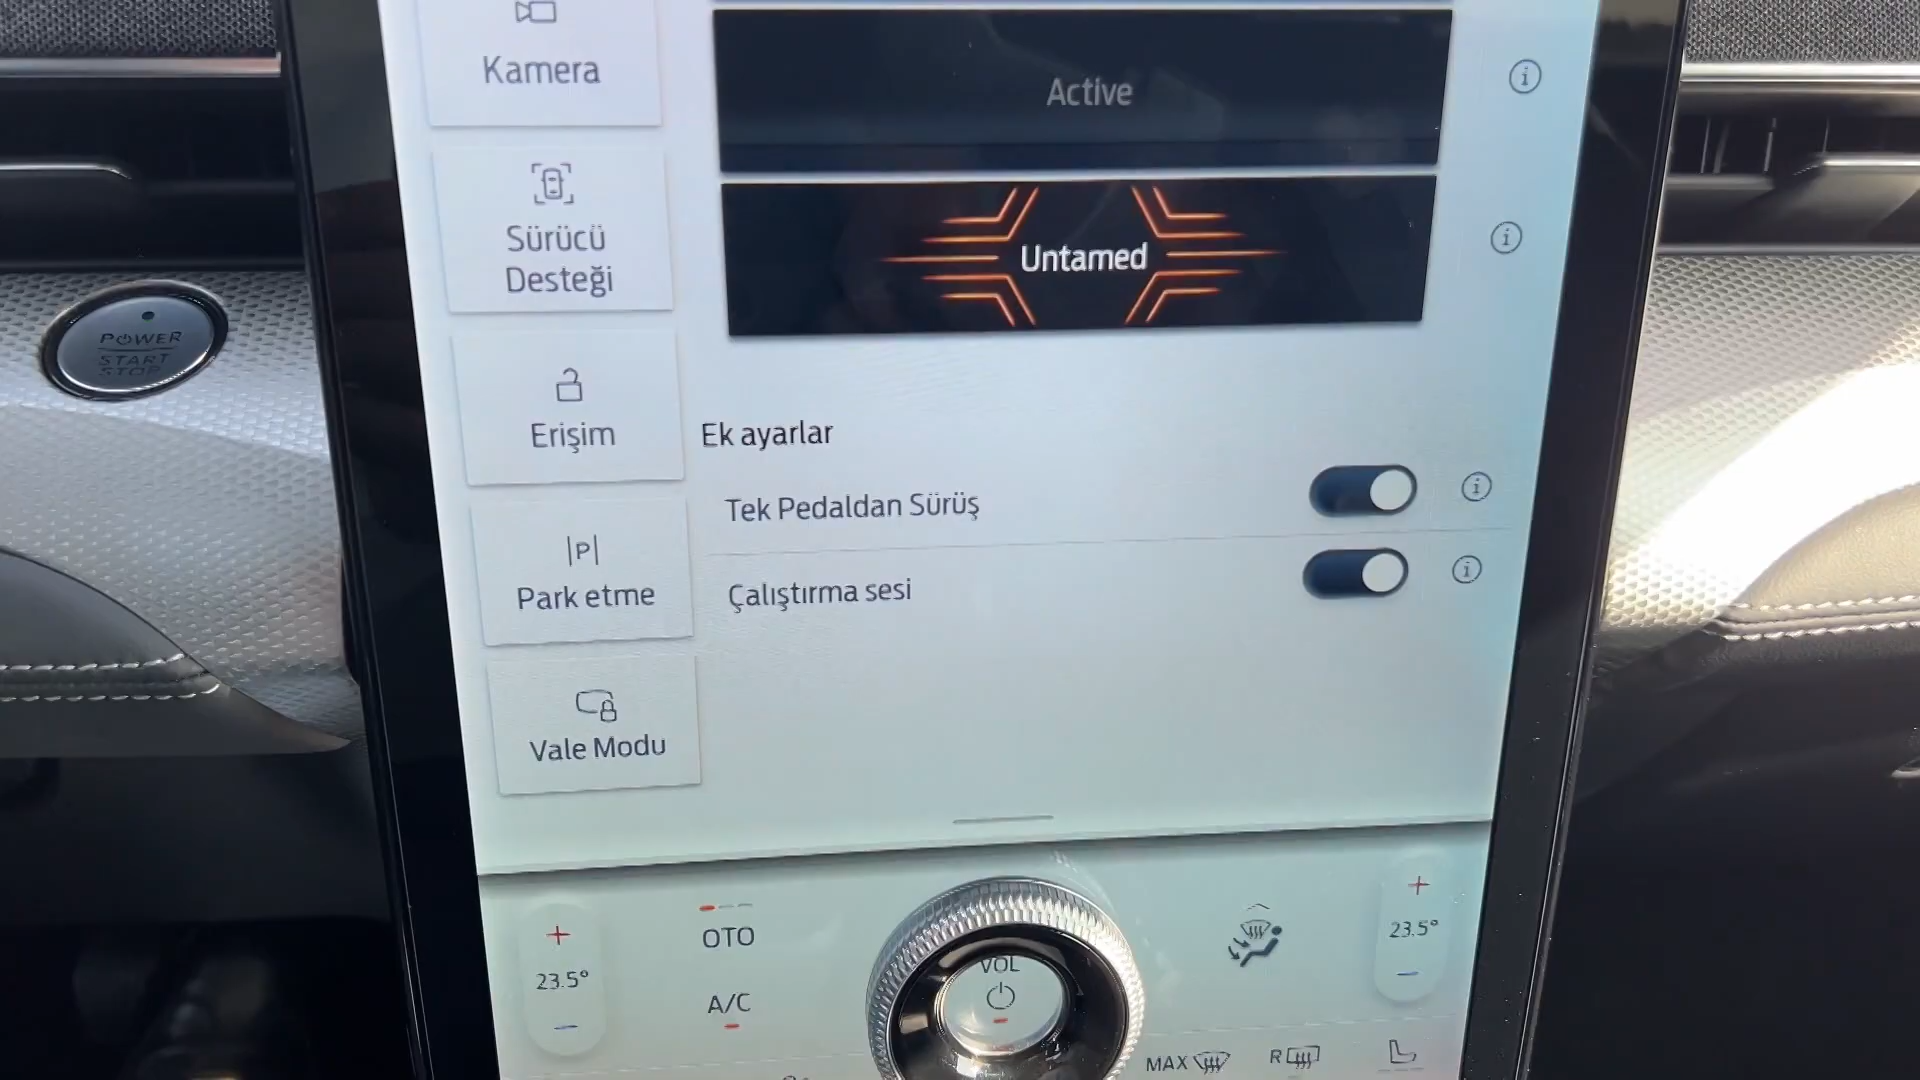 Kamera
Active
Sürücü
Desteği
Untamed
POWER
START
STOP
Erişim
Ek ayarlar
Tek Pedaldan Sürüş
Park etme
Çalıştırma sesi
Vale Modu
+
23.5°
OTO
A/C
VOL
+
23.5°
MAX
R